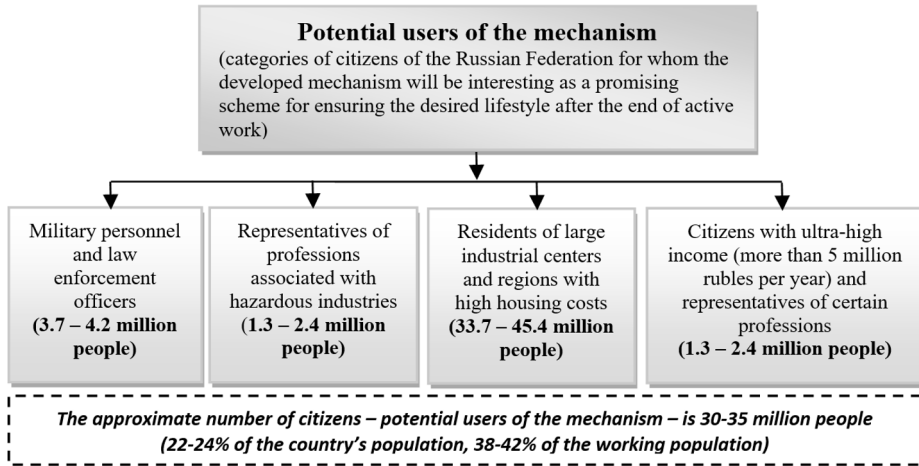 Potential users of the mechanism
(categories of citizens of the Russian Federation for whom the
developed mechanism will be interesting as a promising
scheme for ensuring the desired lifestyle after the end of active
work)
Military personnel
and law
enforcement
officers
(3.7 – 4.2 million
people)
Representatives of
professions
associated with
hazardous industries
(1.3 – 2.4 million
people)
Residents of large
industrial centers
and regions with
high housing costs
(33.7 – 45.4 million
people)
Citizens with ultra-high
income (more than 5 million
rubles per year) and
representatives of certain
professions
(1.3 – 2.4 million people)
The approximate number of citizens – potential users of the mechanism – is 30-35 million people
(22-24% of the country's population, 38-42% of the working population)